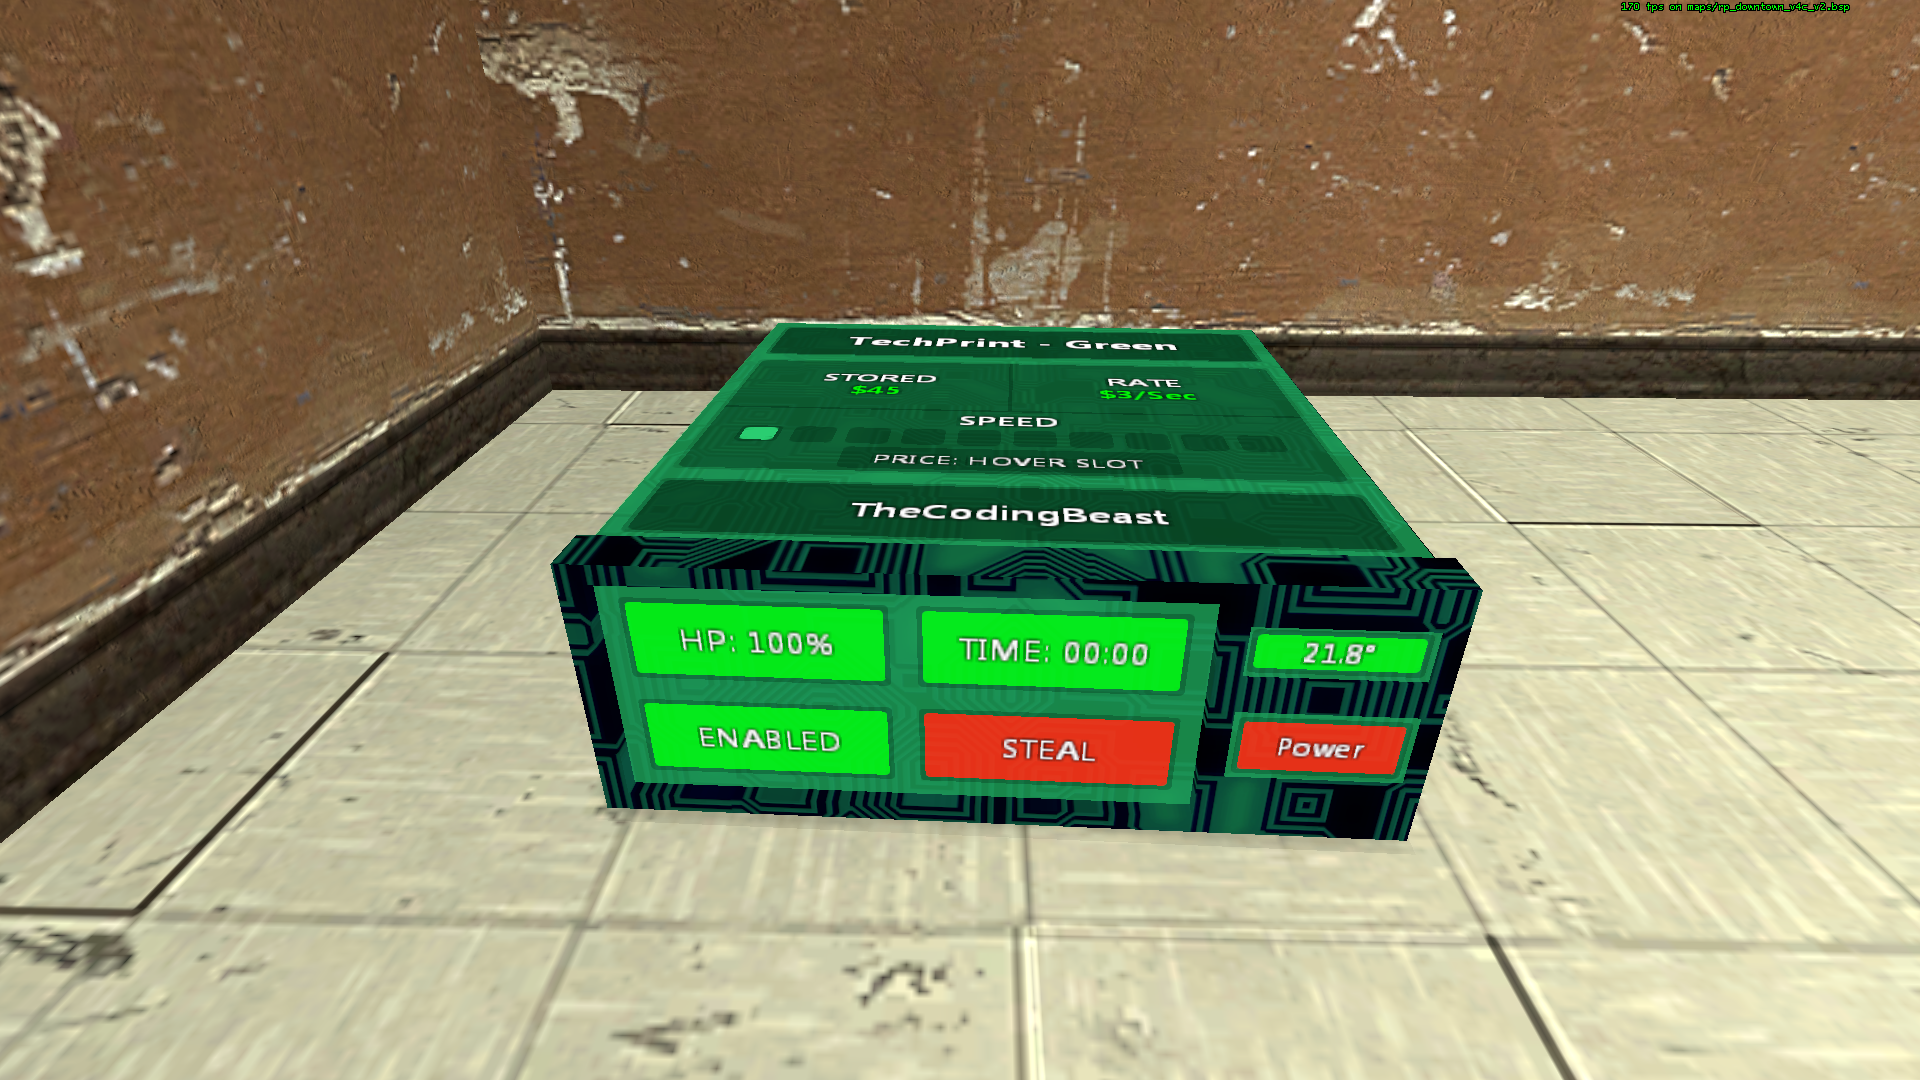 170 fps on maps/rp_downtown_v4c_v2.bsp
TechPrint - Green
STORED
$45
RATE
$3/Sec
SPEED
PRICE: HOVER SLOT
TheCodingBeast
HP: 100%
TIME: 00:00
21.8°
ENABLED
STEAL
Power